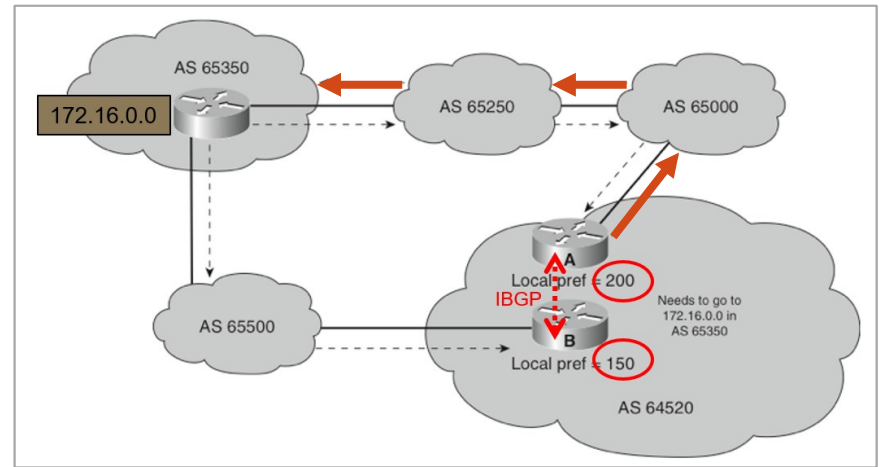 AS 65350
172.16.0.0
AS 65250
AS 65000
A
Local pref = 200
IBGP
Needs to go to
172.16.0.0 in
AS 65350
B
Local pref = 150
AS 65500
AS 64520